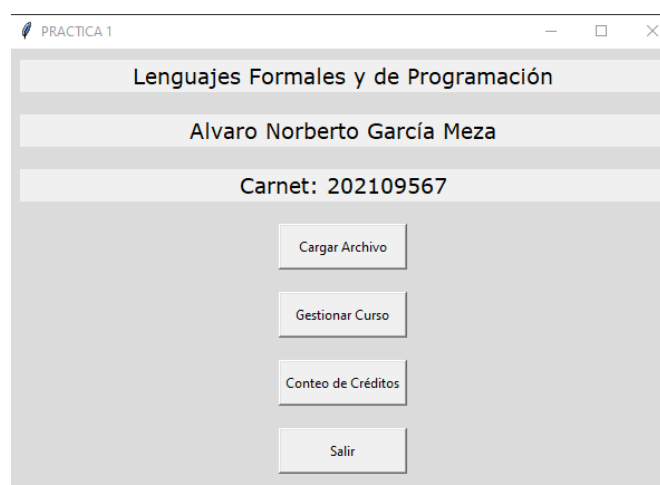 PRACTICA 1
Lenguajes Formales y de Programación
Alvaro Norberto García Meza
Carnet: 202109567
Cargar Archivo
Gestionar Curso
Conteo de Créditos
Salir